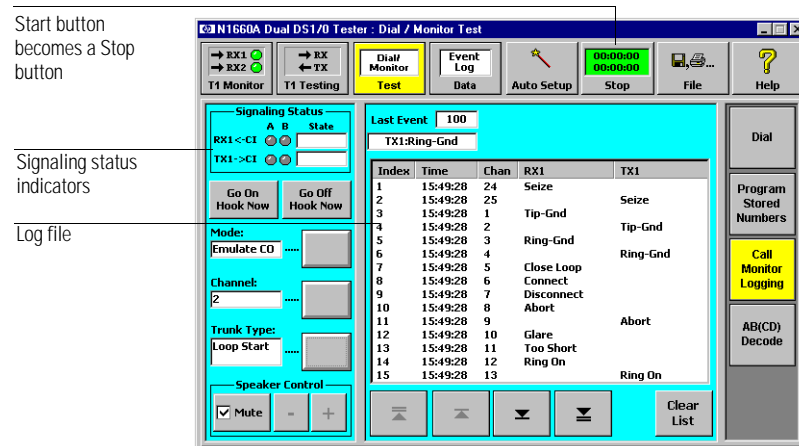 Start button
becomes a Stop
button
Signaling status
indicators
Log file
N1660A Dual DS1/0 Tester : Dial / Monitor Test
RX1
RX2
T1 Monitor
RX
TX
T1 Testing
Dial/
Monitor
Test
Event
Log
Data
Auto Setup
00:00:00
00:00:00
Stop
...
File
?
Help
Signaling Status
A B State
RX1<-CI
TX1->CI
Go On
Hook Now
Go Off
Hook Now
Mode:
Emulate CO .....
Channel:
2 .....
Trunk Type:
Loop Start .....
Speaker Control
Mute - +
Last Event 100
TX1:Ring-Gnd
Index Time Chan RX1 TX1
1 15:49:28 24 Seize
2 15:49:28 25 Seize
3 15:49:28 1 Tip-Gnd
4 15:49:28 2 Tip-Gnd
5 15:49:28 3 Ring-Gnd
6 15:49:28 4 Ring-Gnd
7 15:49:28 5 Close Loop
8 15:49:28 6 Connect
9 15:49:28 7 Disconnect
10 15:49:28 8 Abort
11 15:49:28 9 Abort
12 15:49:28 10 Glare
13 15:49:28 11 Too Short
14 15:49:28 12 Ring On
15 15:49:28 13 Ring On
Clear
List
Dial
Program
Stored
Numbers
Call
Monitor
Logging
AB(CD)
Decode